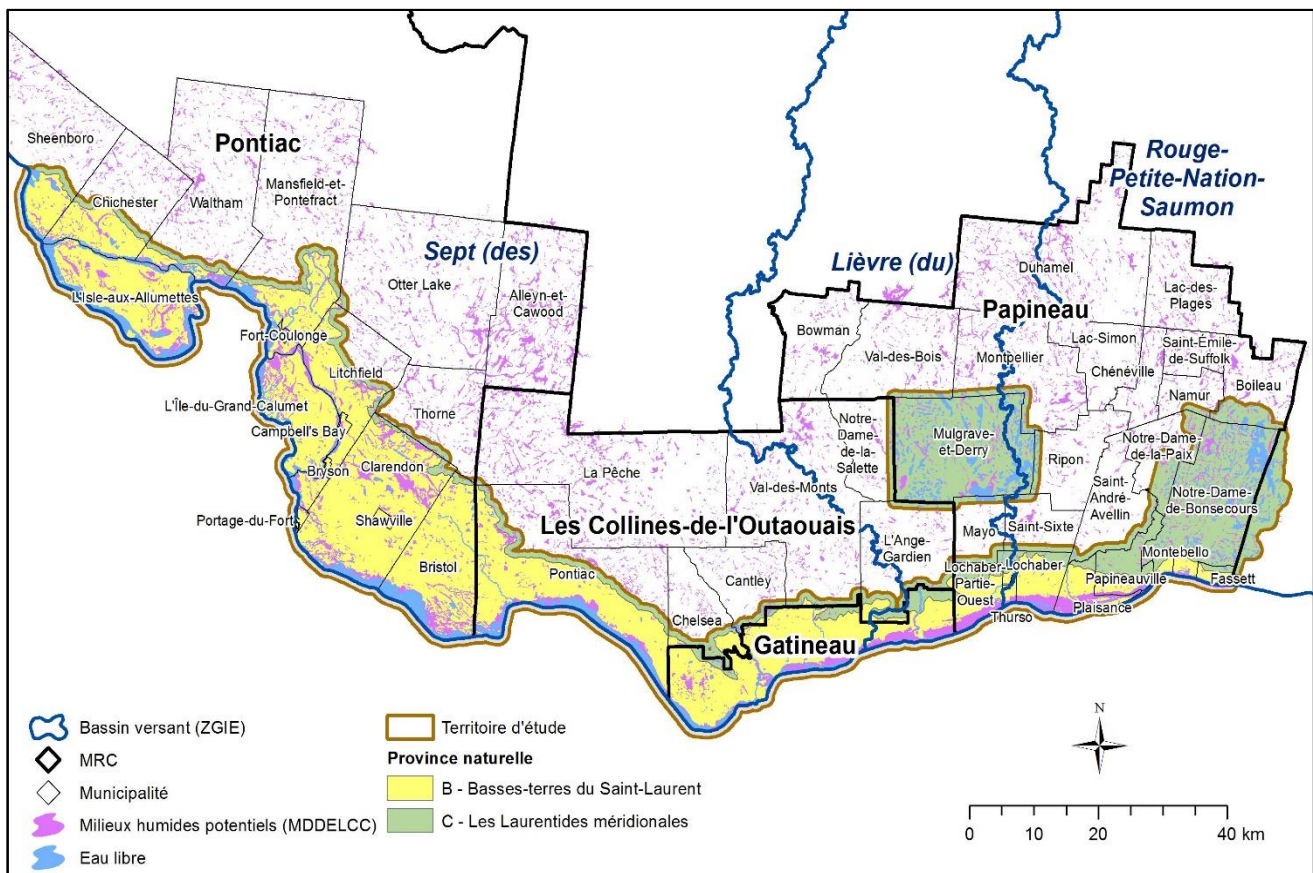 Sheenboro
Pontiac
Chichester
Waltham
Mansfield-et-
Pontefract
L'Isle-aux-Allumettes
Fort-Coulonge
Litchfield
L'Île-du-Grand-Calumet
Campbell's Bay
Bryson
Clarendon
Portage-du-Fort
Shawville
Bristol
Thorne
Otter Lake
Sept (des)
Alleyn-et-
Cawood
La Pêche
Les Collines-de-l'Outaouais
Pontiac
Chelsea
Cantley
Val-des-Monts
Gatineau
L'Ange-
Gardien
Notre-
Dame-
de-la-
Salette
Bowman
Val-des-Bois
Lièvre (du)
Papineau
Rouge-
Petite-Nation-
Saumon
Duhamel
Lac-des-
Plages
Montpellier
Lac-Simon
Chénéville
Saint-Émile-
de-Suffolk
Namur
Boileau
Mulgrave-
et-Derry
Ripon
Notre-Dame-
de-la-Paix
Saint-
André-
Avellin
Notre-Dame-
de-Bonsecours
Mayo
Saint-Sixte
Lochaber-
Partie-
Ouest
Lochaber
Thurso
Plaisance
Papineauville
Montebello
Fassett
Bassin versant (ZGIE)
MRC
Municipalité
Milieux humides potentiels (MDDELCC)
Eau libre
Territoire d'étude
Province naturelle
B - Basses-terres du Saint-Laurent
C - Les Laurentides méridionales
N
0 10 20 40 km